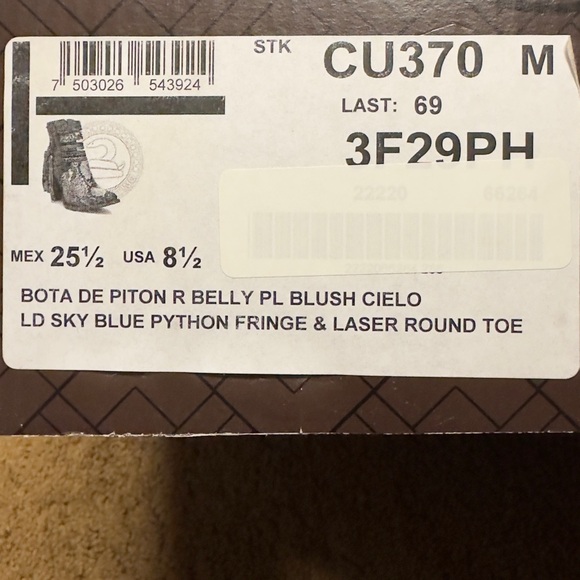 STK CU370 M
7 503026 543924
LAST: 69
3F29PH
22220
MEX 25½ USA 8½
BOTA DE PITON R BELLY PL BLUSH CIELO
LD SKY BLUE PYTHON FRINGE & LASER ROUND TOE